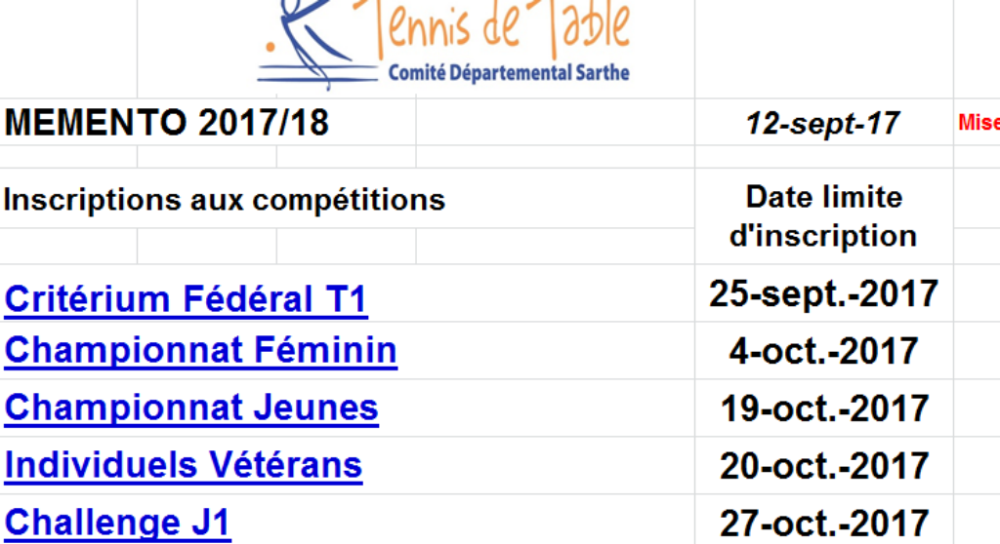 Tennis de Table
Comité Départemental Sarthe
MEMENTO 2017/18 12-sept-17 Mise
Inscriptions aux compétitions
Date limite
d'inscription
Critérium Fédéral T1 25-sept.-2017
Championnat Féminin 4-oct.-2017
Championnat Jeunes 19-oct.-2017
Individuels Vétérans 20-oct.-2017
Challenge J1 27-oct.-2017